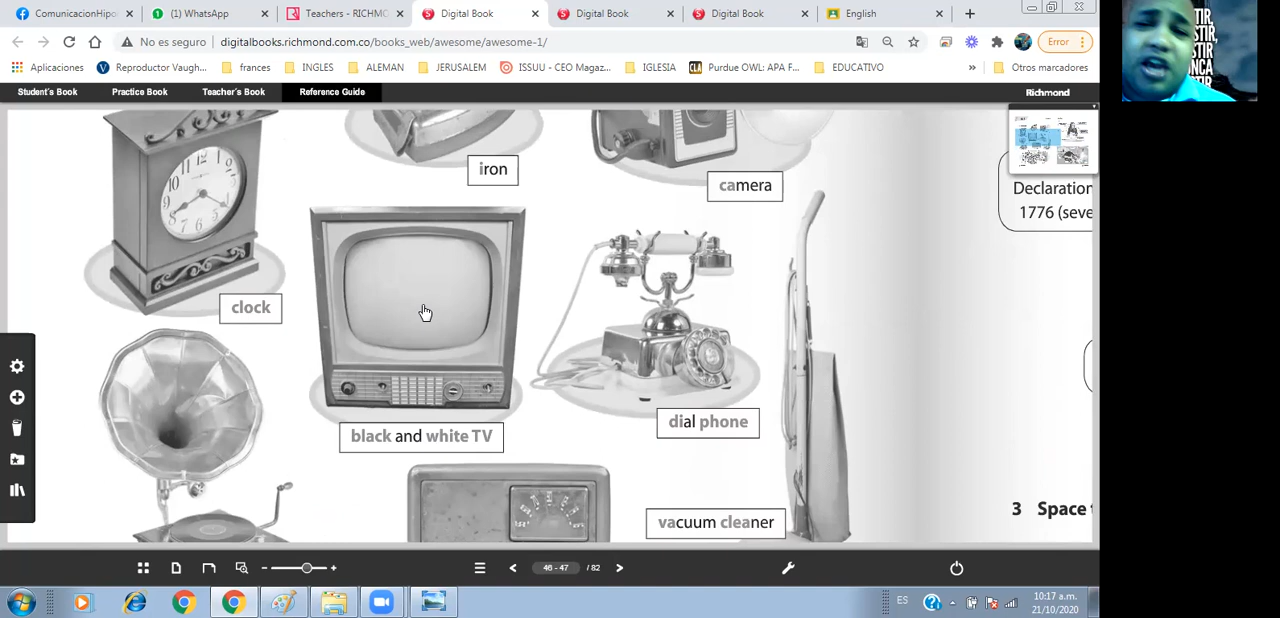 ComunicacionHipo
(1) WhatsApp
Teachers - RICHMO
Digital Book
Digital Book
Digital Book
English
No es seguro
digitalbooks.richmond.com.co/books_web/awesome/awesome-1/
Error
Aplicaciones
Reproductor Vaugh...
frances
INGLES
ALEMAN
JERUSALEM
ISSUU - CEO Magaz...
IGLESIA
Purdue OWL: APA F...
EDUCATIVO
»
Otros marcadores
Student's Book
Practice Book
Teacher's Book
Reference Guide
Richmond
iron
camera
Declaration
1776 (seve
clock
black and white TV
dial phone
vacuum cleaner
3 Space
46 - 47 / 82
ES
10:17 a.m.
21/10/2020